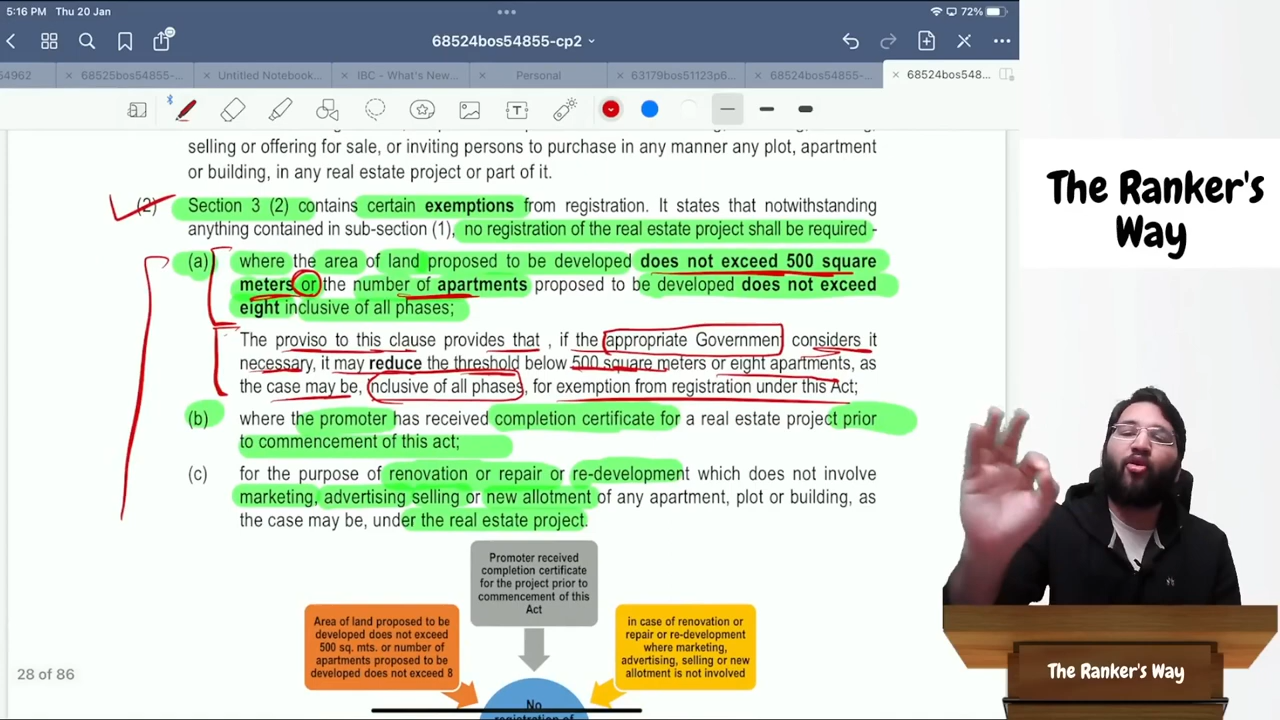 5:16 PM Thu 20 Jan
72%
68524bos54855-cp2
54962
68525bos54855-...
Untitled Notebook...
IBC - What's New...
Personal
63179bos51123p6...
68524bos54855-...
68524bos548...
selling or offering for sale, or inviting persons to purchase in any manner any plot, apartment
or building, in any real estate project or part of it.
(2) Section 3 (2) contains certain exemptions from registration. It states that notwithstanding
anything contained in sub-section (1), no registration of the real estate project shall be required -
(a) where the area of land proposed to be developed does not exceed 500 square
meters or the number of apartments proposed to be developed does not exceed
eight inclusive of all phases;
The proviso to this clause provides that , if the appropriate Government considers it
necessary, it may reduce the threshold below 500 square meters or eight apartments, as
the case may be, inclusive of all phases, for exemption from registration under this Act;
(b) where the promoter has received completion certificate for a real estate project prior
to commencement of this act;
(c) for the purpose of renovation or repair or re-development which does not involve
marketing, advertising selling or new allotment of any apartment, plot or building, as
the case may be, under the real estate project.
Promoter received
completion certificate
for the project prior to
commencement of this
Act
Area of land proposed to be
developed does not exceed
500 sq. mts. or number of
apartments proposed to be
developed does not exceed 8
in case of renovation or
repair or re-development
where marketing,
advertising, selling or new
allotment is not involved
No
registration of
28 of 86
The Ranker's
Way
The Ranker's Way